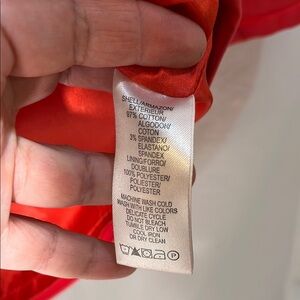 SHELL/ARMAZON/
EXTERIEUR
97% COTTON/
ALGODON/
COTON
3% SPANDEX/
ELASTANO/
SPANDEX
LINING/FORRO/
DOUBLURE
100% POLYESTER/
POLIESTER/
POLYESTER
MACHINE WASH COLD
WASH WITH LIKE COLORS
DELICATE CYCLE
DO NOT BLEACH
TUMBLE DRY LOW
COOL IRON
OR DRY CLEAN